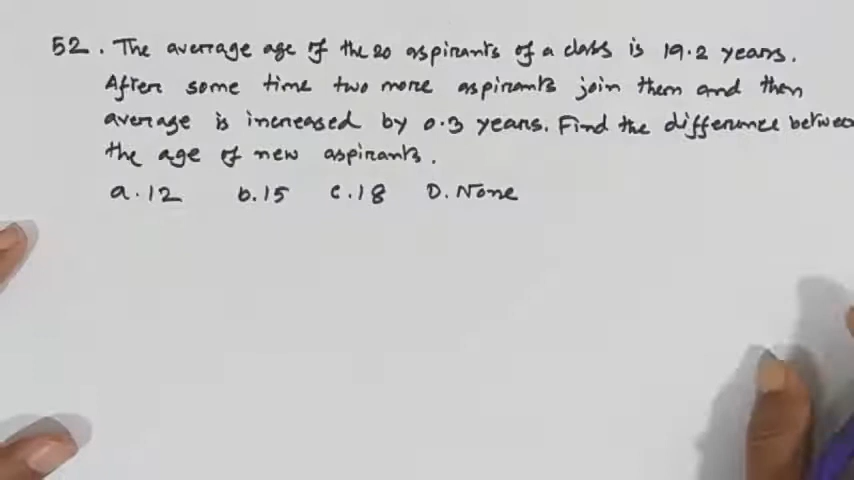 52. The average age of the 20 aspirants of a class is 19.2 years.
After some time two more aspirants join them and then
average is increased by 0.3 years. Find the difference betwee
the age of new aspirants.
a. 12 b. 15 c. 18 D. None